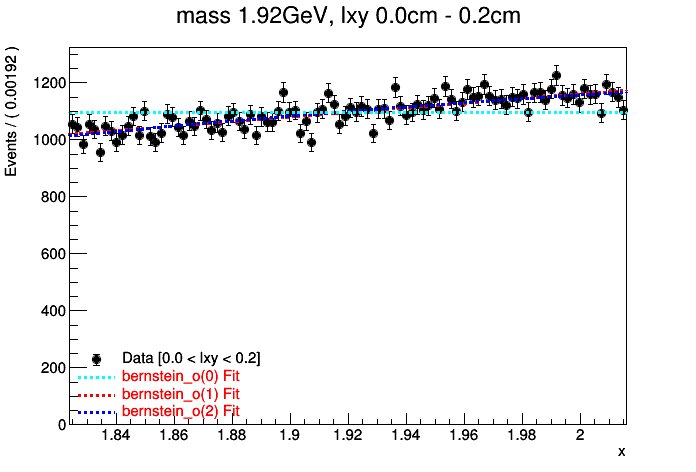 mass 1.92GeV, lxy 0.0cm - 0.2cm
Events / ( 0.00192 )
1200
1000
800
600
400
200
0
Data [0.0 < lxy < 0.2]
bernstein_o(0) Fit
bernstein_o(1) Fit
bernstein_o(2) Fit
1.84 1.86 1.88 1.9 1.92 1.94 1.96 1.98 2
x